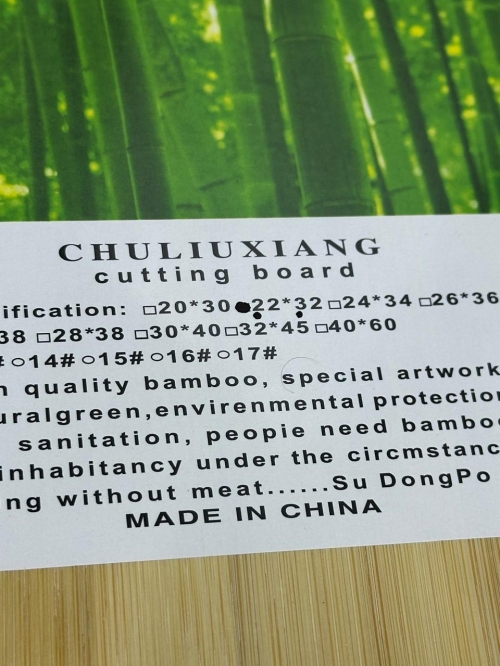 CHULIUXIANG
cutting board
ification: □20*30 ●22*32 □24*34 □26*36
38 □28*38 □30*40□32*45 □40*60
# ○14# ○15# ○16# ○17#
quality bamboo, special artwork
uralgreen,envirenmental protection
sanitation, peopie need bamboo
inhabitancy under the circmstanc
ng without meat......Su DongPo
MADE IN CHINA